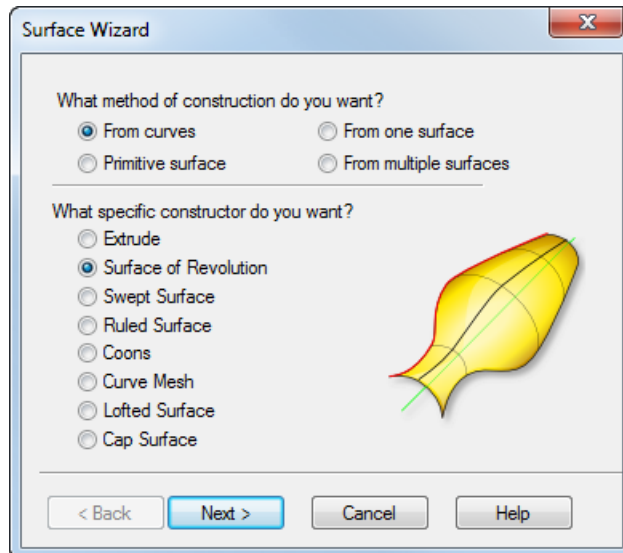 Surface Wizard
What method of construction do you want?
From curves
From one surface
Primitive surface
From multiple surfaces
What specific constructor do you want?
Extrude
Surface of Revolution
Swept Surface
Ruled Surface
Coons
Curve Mesh
Lofted Surface
Cap Surface
< Back
Next >
Cancel
Help